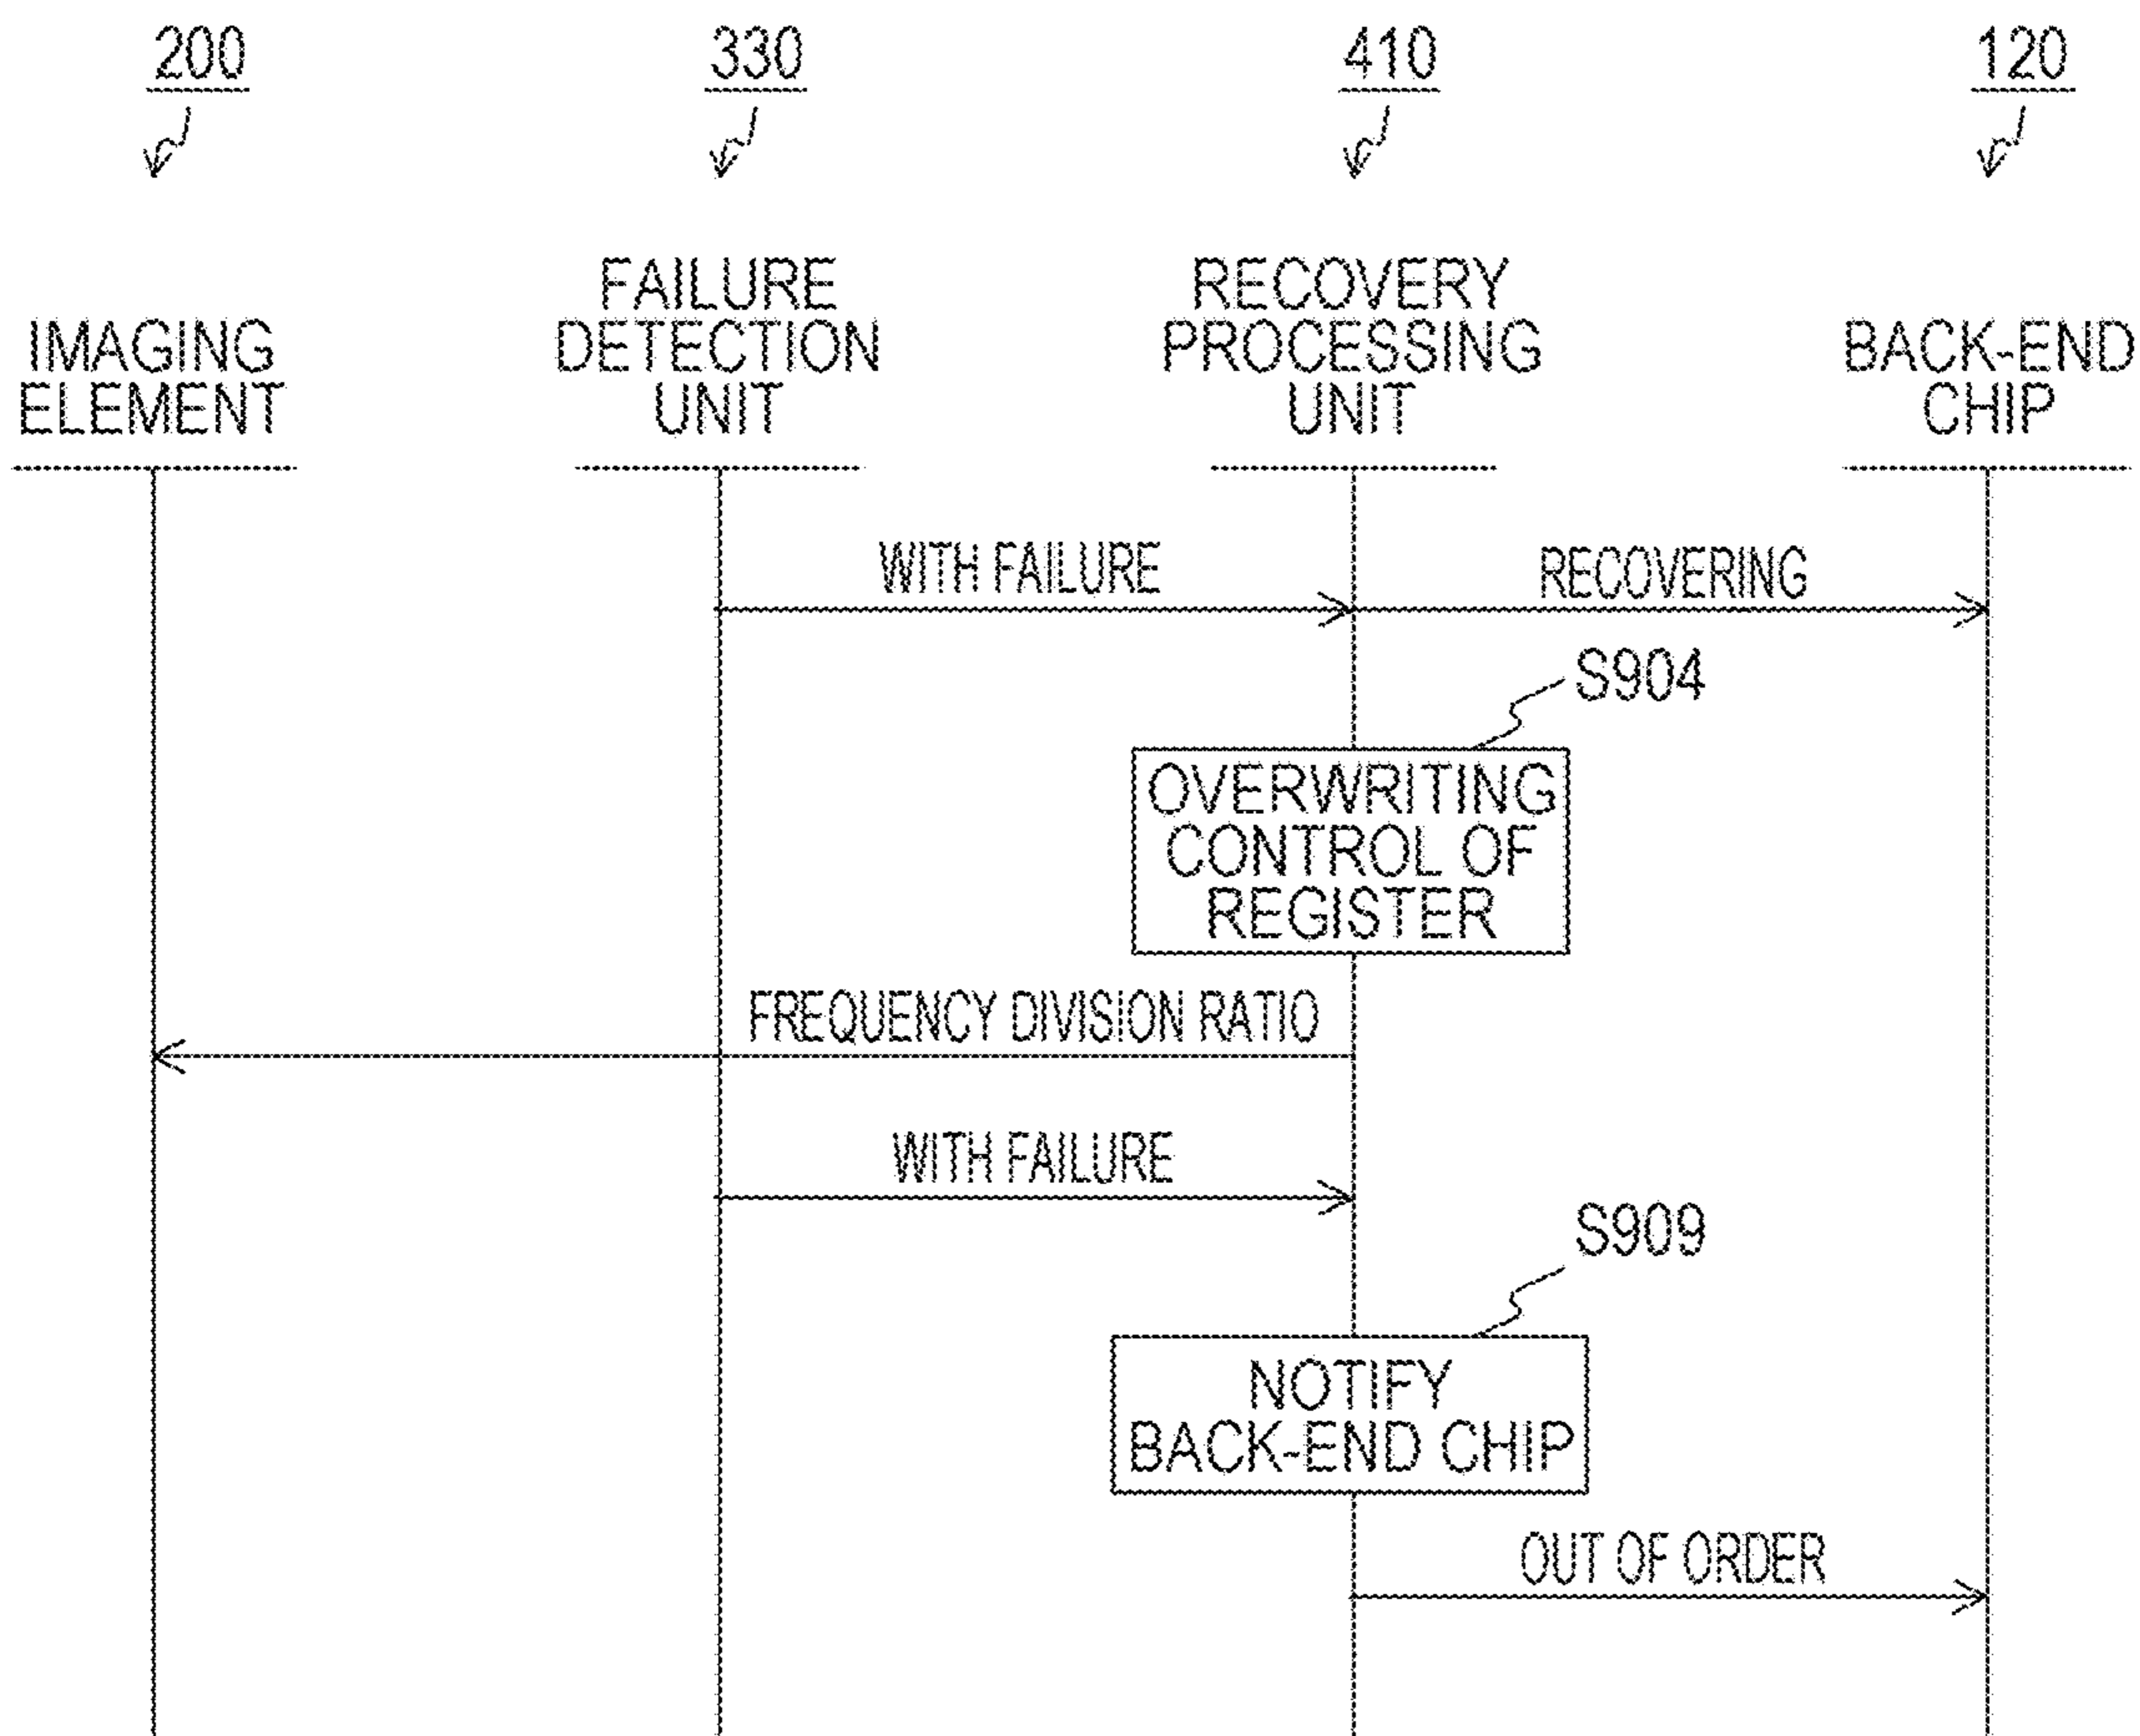 200
330
410
120
IMAGING
ELEMENT
FAILURE
DETECTION
UNIT
RECOVERY
PROCESSING
UNIT
BACK-END
CHIP
WITH FAILURE
RECOVERING
S904
OVERWRITING
CONTROL OF
REGISTER
FREQUENCY DIVISION RATIO
WITH FAILURE
S909
NOTIFY
BACK-END CHIP
OUT OF ORDER